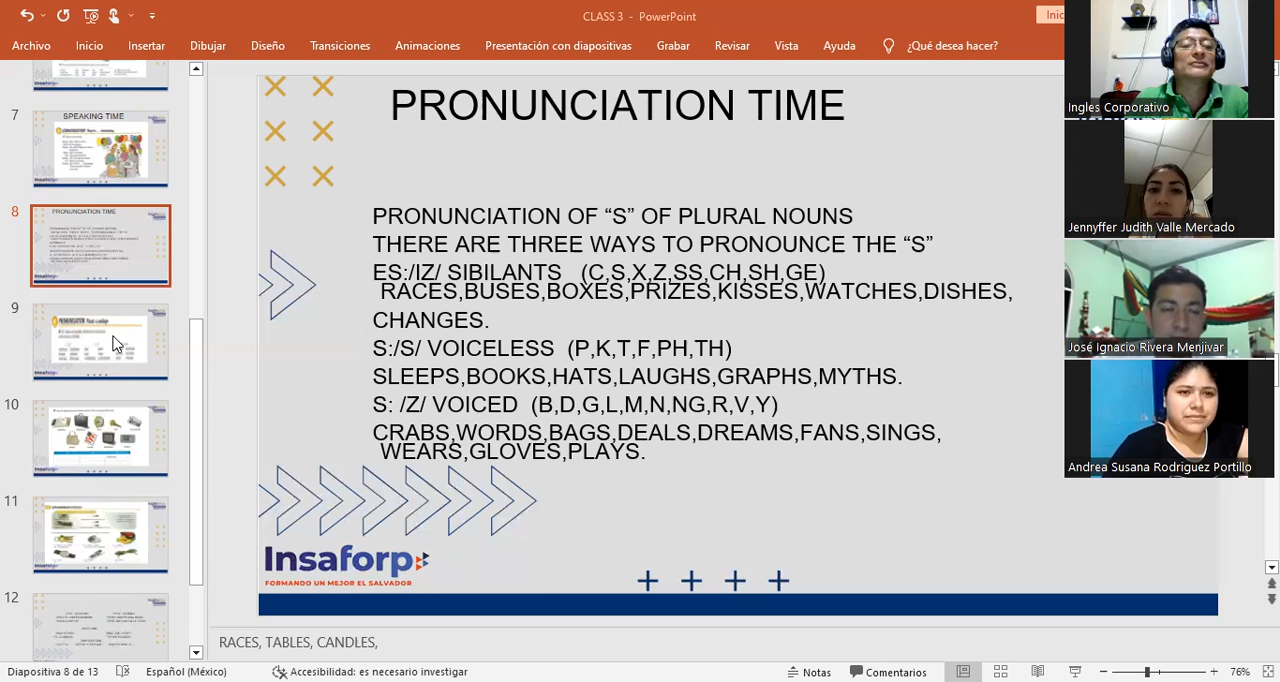 CLASS 3 - PowerPoint
Inic
Archivo Inicio Insertar Dibujar Diseño Transiciones Animaciones Presentación con diapositivas Grabar Revisar Vista Ayuda ¿Qué desea hacer?
7
SPEAKING TIME
8
PRONUNCIATION TIME
9
10
11
12
PRONUNCIATION TIME
PRONUNCIATION OF “S” OF PLURAL NOUNS
THERE ARE THREE WAYS TO PRONOUNCE THE “S”
ES:/IZ/ SIBILANTS (C,S,X,Z,SS,CH,SH,GE)
RACES,BUSES,BOXES,PRIZES,KISSES,WATCHES,DISHES,
CHANGES.
S:/S/ VOICELESS (P,K,T,F,PH,TH)
SLEEPS,BOOKS,HATS,LAUGHS,GRAPHS,MYTHS.
S: /Z/ VOICED (B,D,G,L,M,N,NG,R,V,Y)
CRABS,WORDS,BAGS,DEALS,DREAMS,FANS,SINGS,
WEARS,GLOVES,PLAYS.
Insaforp
FORMANDO UN MEJOR EL SALVADOR
RACES, TABLES, CANDLES,
Ingles Corporativo
Jennyffer Judith Valle Mercado
José Ignacio Rivera Menjivar
Andrea Susana Rodriguez Portillo
Diapositiva 8 de 13 Español (México) Accesibilidad: es necesario investigar Notas Comentarios 76%